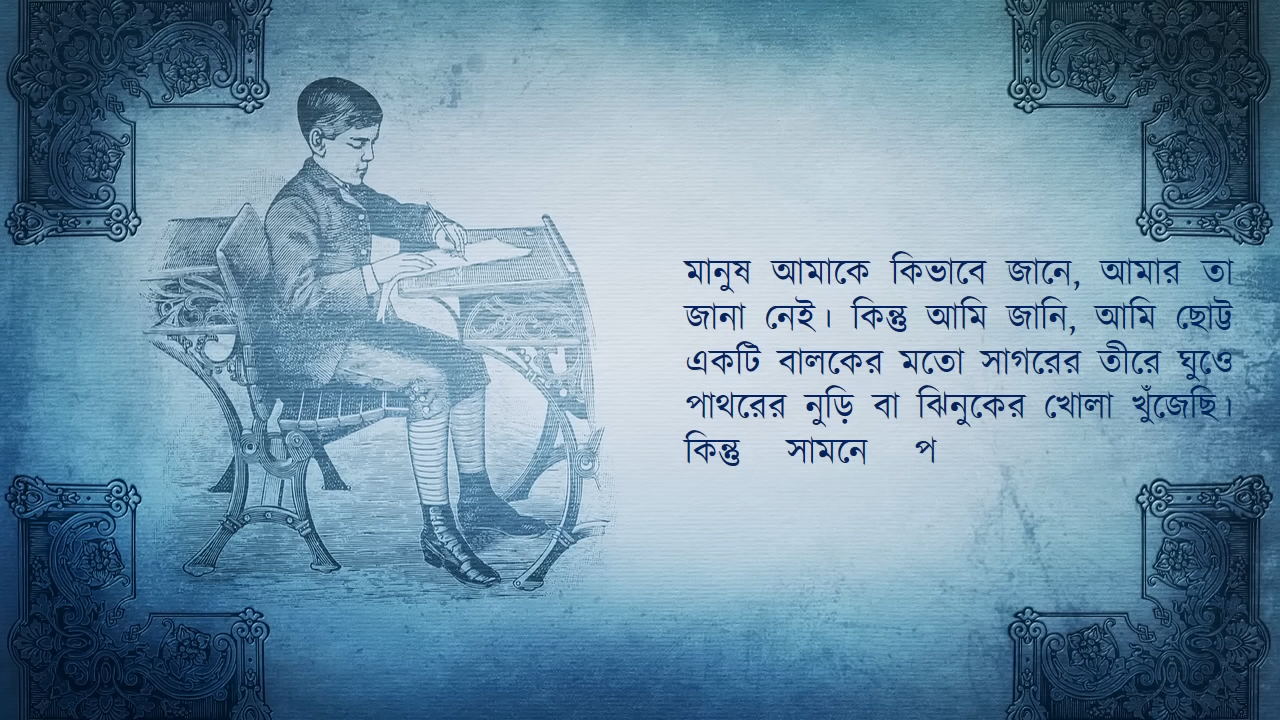 মানুষ আমাকে কিভাবে জানে, আমার তা
জানা নেই। কিন্তু আমি জানি, আমি ছোট্ট
একটি বালকের মতো সাগরের তীরে ঘুওে
পাথরের নুড়ি বা ঝিনুকের খোলা খুঁজেছি।
কিন্তু সামনে প